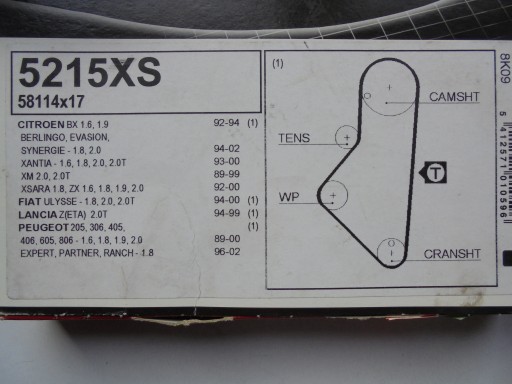 5215XS
58114x17
CITROEN BX 1.6, 1.9 92-94 (1)
BERLINGO, EVASION,
SYNERGIE - 1.8, 2.0 94-02
XANTIA - 1.6, 1.8, 2.0, 2.0T 93-00
XM 2.0, 2.0T 89-99
XSARA 1.8, ZX 1.6, 1.8, 1.9, 2.0 92-00
FIAT ULYSSE - 1.8, 2.0, 2.0T 94-00 (1)
LANCIA Z(ETA) 2.0T 94-99 (1)
PEUGEOT 205, 306, 405, (1)
406, 605, 806 - 1.6, 1.8, 1.9, 2.0 89-00
EXPERT, PARTNER, RANCH - 1.8 96-02
(1)
CAMSHT
TENS
T
WP
CRANSHT
8K09
5 412571 010596